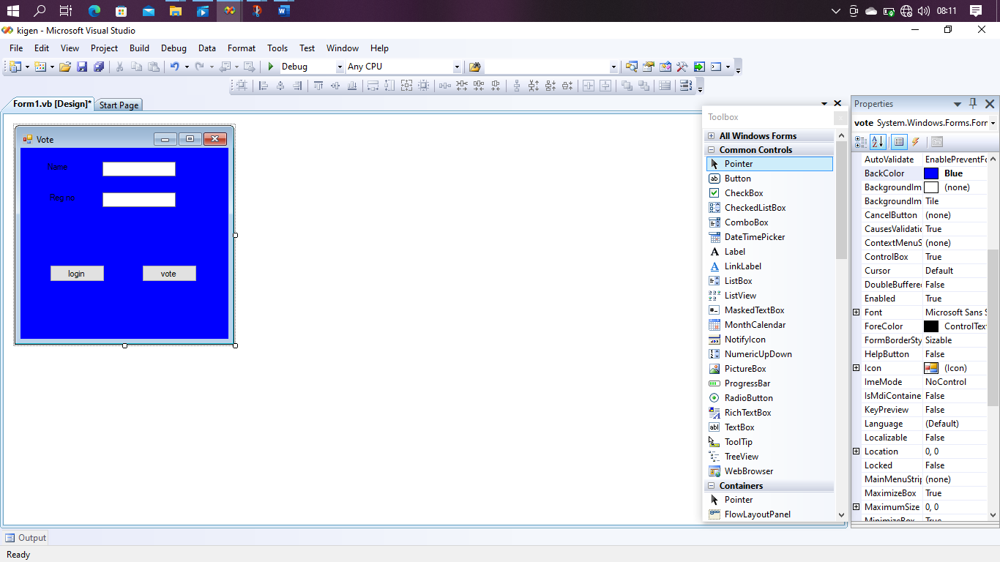 08:11
kigen - Microsoft Visual Studio
File Edit View Project Build Debug Data Format Tools Test Window Help
Debug Any CPU
Form1.vb [Design]* Start Page
Vote
Name
Reg no
login vote
Toolbox
All Windows Forms
Common Controls
Pointer
Button
CheckBox
CheckedListBox
ComboBox
DateTimePicker
Label
LinkLabel
ListBox
ListView
MaskedTextBox
MonthCalendar
NotifyIcon
NumericUpDown
PictureBox
ProgressBar
RadioButton
RichTextBox
TextBox
ToolTip
TreeView
WebBrowser
Containers
Pointer
FlowLayoutPanel
Properties
vote System.Windows.Forms.Forr
AutoValidate EnablePreventFo
BackColor Blue
BackgroundIm (none)
BackgroundIm Tile
CancelButton (none)
CausesValidatio True
ContextMenuS (none)
ControlBox True
Cursor Default
DoubleBuffered False
Enabled True
Font Microsoft Sans S
ForeColor ControlText
FormBorderSty Sizable
HelpButton False
Icon (Icon)
ImeMode NoControl
IsMdiContaine False
KeyPreview False
Language (Default)
Localizable False
Location 0, 0
Locked False
MainMenuStrip (none)
MaximizeBox True
MaximumSize 0, 0
MinimizeBox True
Output
Ready